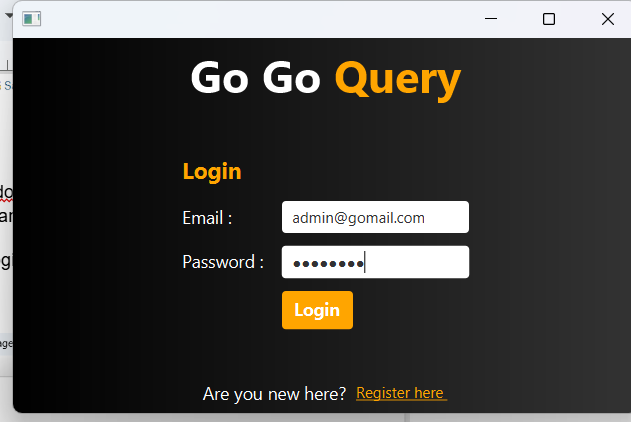 Go Go Query
Login
Email : admin@gomail.com
Password : ••••••••
Login
Are you new here? Register here